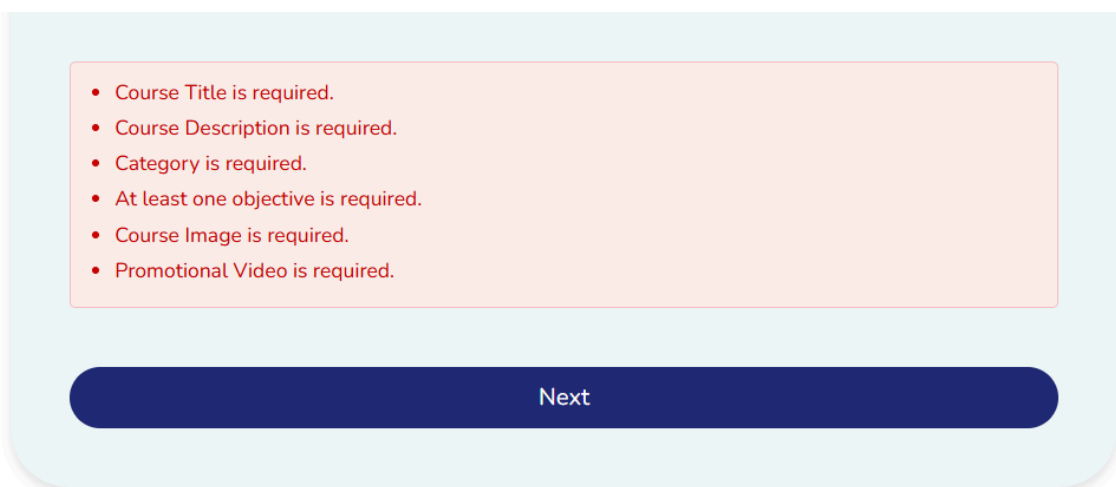 Course Title is required.
Course Description is required.
Category is required.
At least one objective is required.
Course Image is required.
Promotional Video is required.
Next